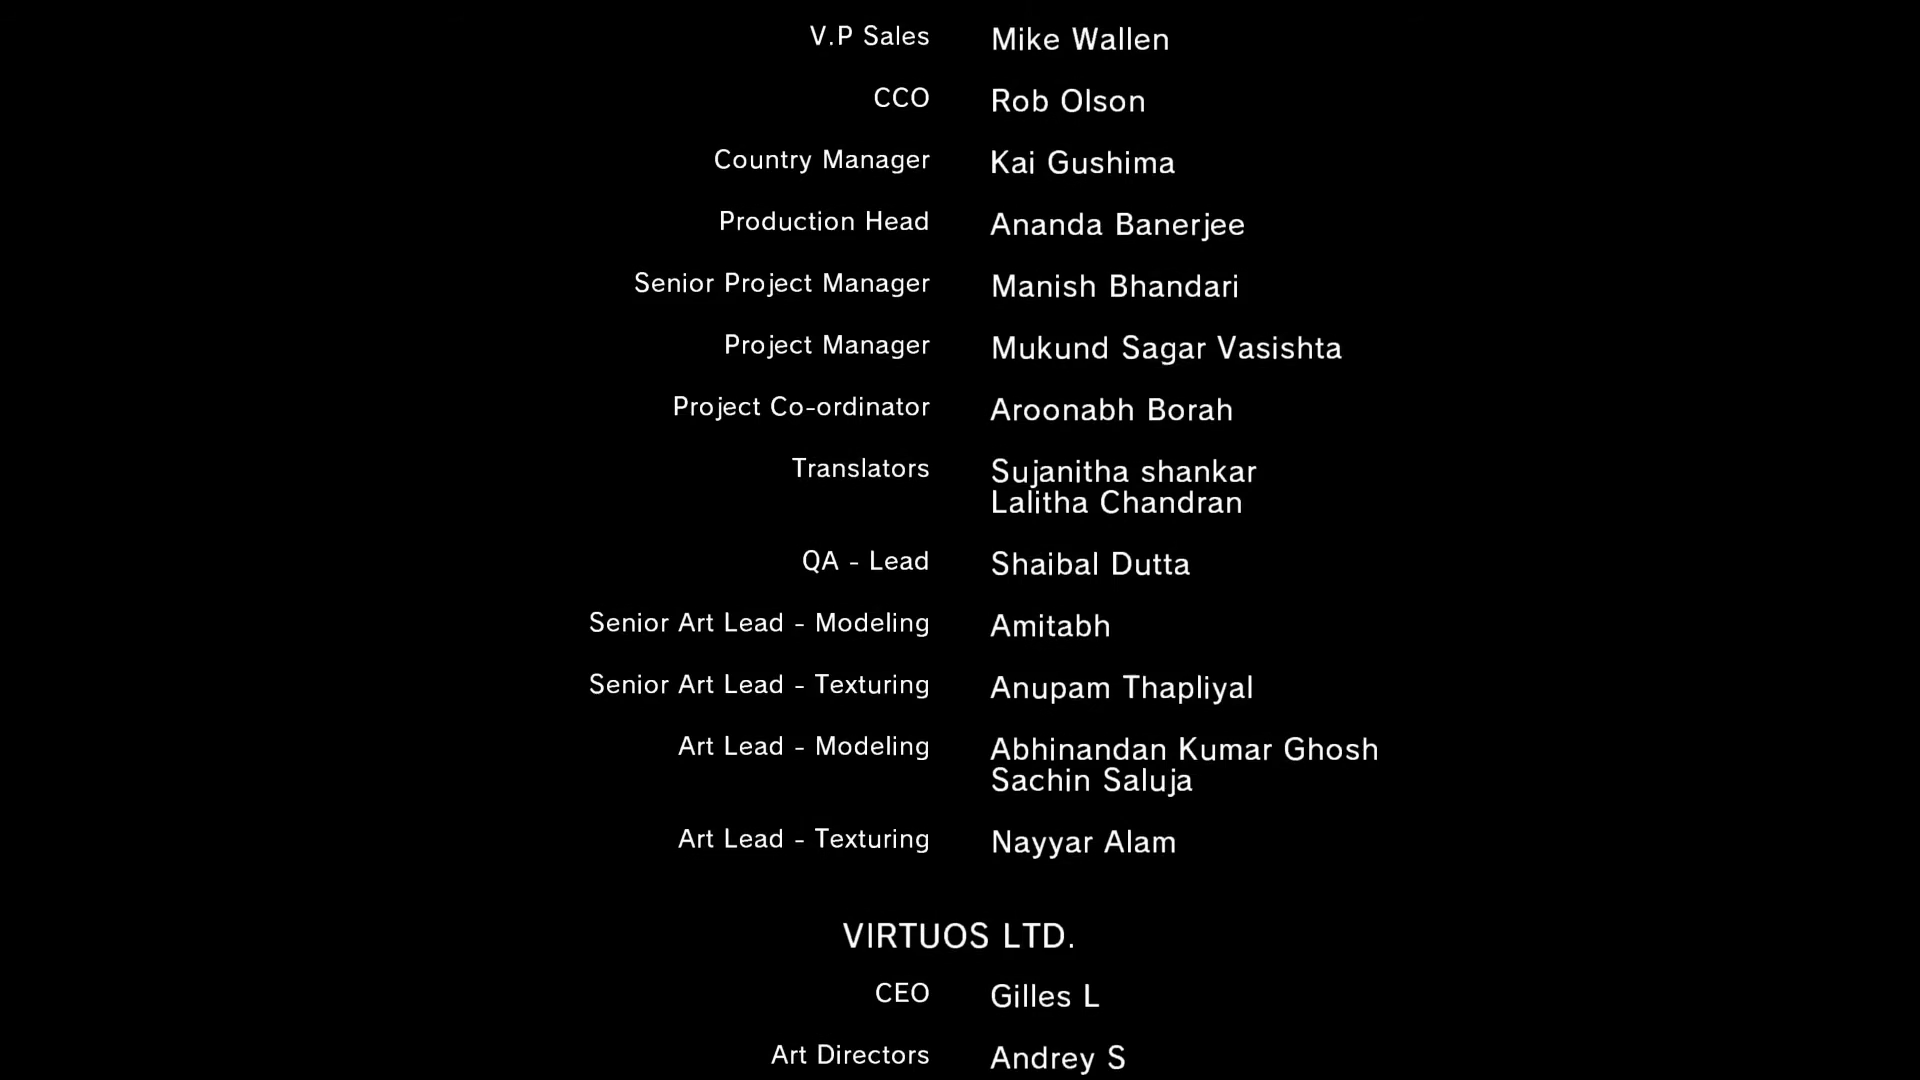 V.P Sales Mike Wallen
CCO Rob Olson
Country Manager Kai Gushima
Production Head Ananda Banerjee
Senior Project Manager Manish Bhandari
Project Manager Mukund Sagar Vasishta
Project Co-ordinator Aroonabh Borah
Translators Sujanitha shankar
Lalitha Chandran
QA - Lead Shaibal Dutta
Senior Art Lead - Modeling Amitabh
Senior Art Lead - Texturing Anupam Thapliyal
Art Lead - Modeling Abhinandan Kumar Ghosh
Sachin Saluja
Art Lead - Texturing Nayyar Alam
VIRTUOS LTD.
CEO Gilles L
Art Directors Andrey S